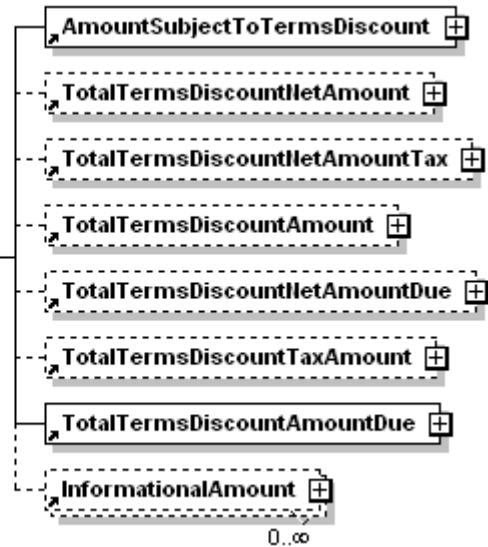 AmountSubjectToTermsDiscount
TotalTermsDiscountNetAmount
TotalTermsDiscountNetAmountTax
TotalTermsDiscountAmount
TotalTermsDiscountNetAmountDue
TotalTermsDiscountTaxAmount
TotalTermsDiscountAmountDue
InformationalAmount
0..∞